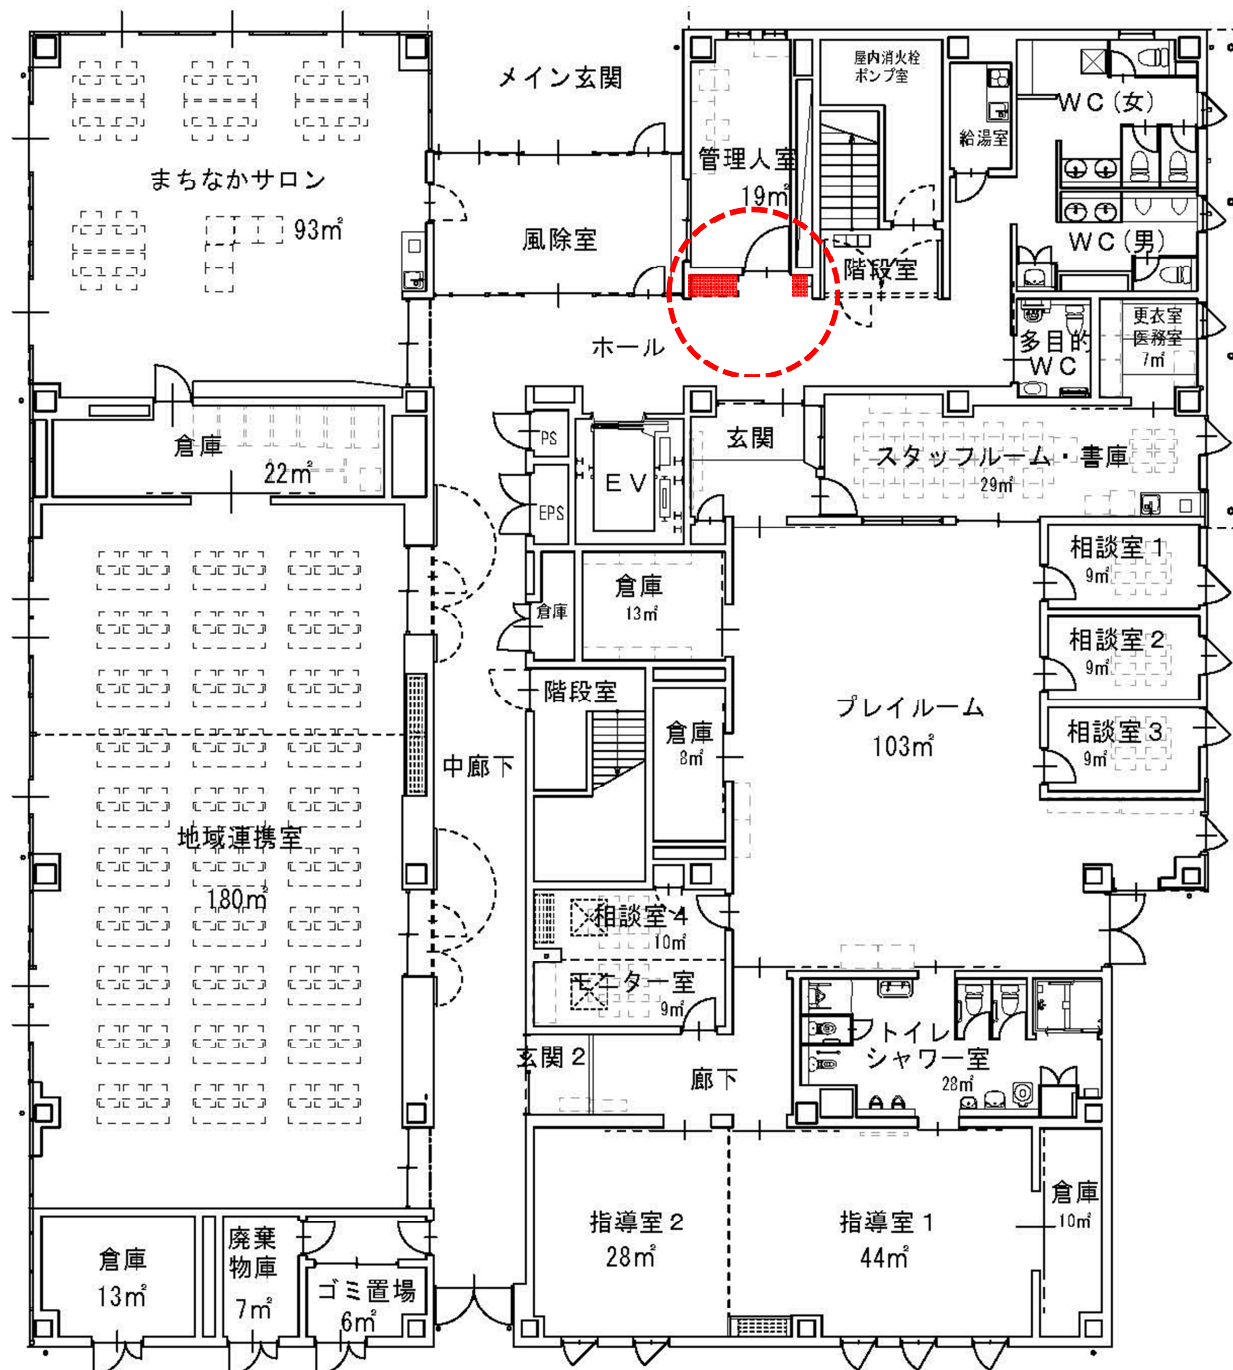 メイン玄関
屋内消火栓
ポンプ室
WC(女)
給湯室
管理人室
19㎡
まちなかサロン
93㎡
風除室
WC(男)
階段室
ホール
多目的
WC
更衣室
医務室
7㎡
倉庫
22㎡
PS
EPS
EV
玄関
スタッフルーム・書庫
29㎡
相談室1
9㎡
倉庫
倉庫
13㎡
相談室2
9㎡
階段室
倉庫
8㎡
プレイルーム
103㎡
相談室3
9㎡
中廊下
地域連携室
180㎡
相談室4
10㎡
モニター室
9㎡
玄関2
廊下
トイレ
シャワー室
28㎡
指導室2
28㎡
指導室1
44㎡
倉庫
10㎡
倉庫
13㎡
廃棄
物庫
7㎡
ゴミ置場
6㎡